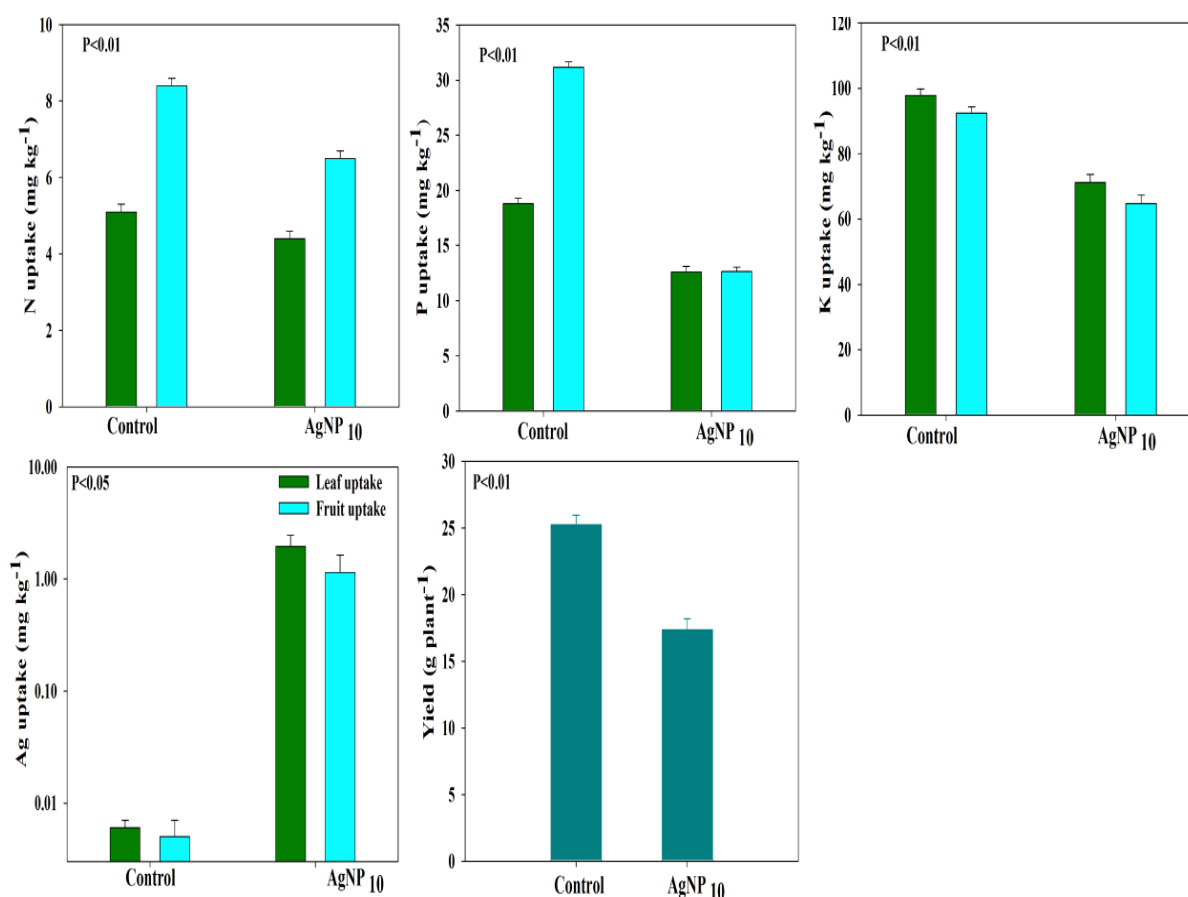 10
8
6
4
2
0
N uptake (mg kg⁻¹)
P<0.01
Control
AgNP 10
40
35
30
25
20
15
10
5
0
P uptake (mg kg⁻¹)
P<0.01
Control
AgNP 10
120
100
80
60
40
20
0
K uptake (mg kg⁻¹)
P<0.01
Control
AgNP 10
10.00
1.00
0.10
0.01
Ag uptake (mg kg⁻¹)
P<0.05
Leaf uptake
Fruit uptake
Control
AgNP 10
30
25
20
15
10
5
0
Yield (g plant⁻¹)
P<0.01
Control
AgNP 10